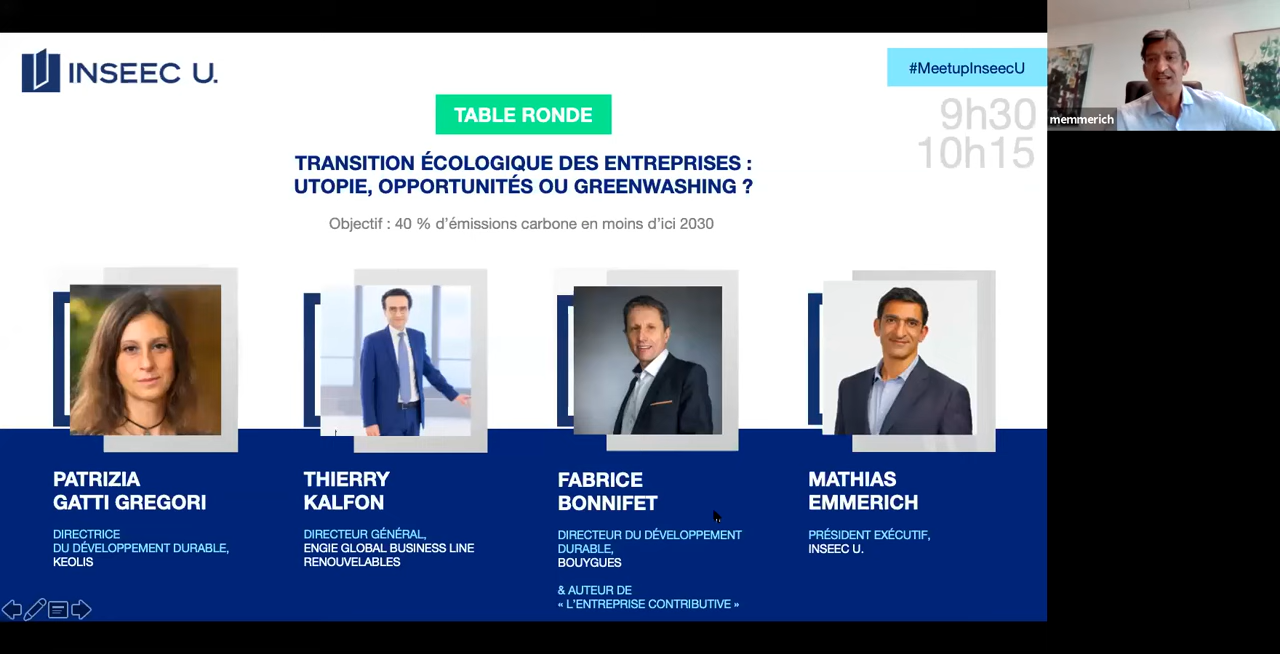 INSEEC U.
#MeetupInseecU
9h30
10h15
memmerich
TABLE RONDE
TRANSITION ÉCOLOGIQUE DES ENTREPRISES :
UTOPIE, OPPORTUNITÉS OU GREENWASHING ?
Objectif : 40 % d'émissions carbone en moins d'ici 2030
PATRIZIA
GATTI GREGORI
DIRECTRICE
DU DÉVELOPPEMENT DURABLE,
KEOLIS
THIERRY
KALFON
DIRECTEUR GÉNÉRAL,
ENGIE GLOBAL BUSINESS LINE
RENOUVELABLES
FABRICE
BONNIFET
DIRECTEUR DU DÉVELOPPEMENT
DURABLE,
BOUYGUES
& AUTEUR DE
« L'ENTREPRISE CONTRIBUTIVE »
MATHIAS
EMMERICH
PRÉSIDENT EXÉCUTIF,
INSEEC U.